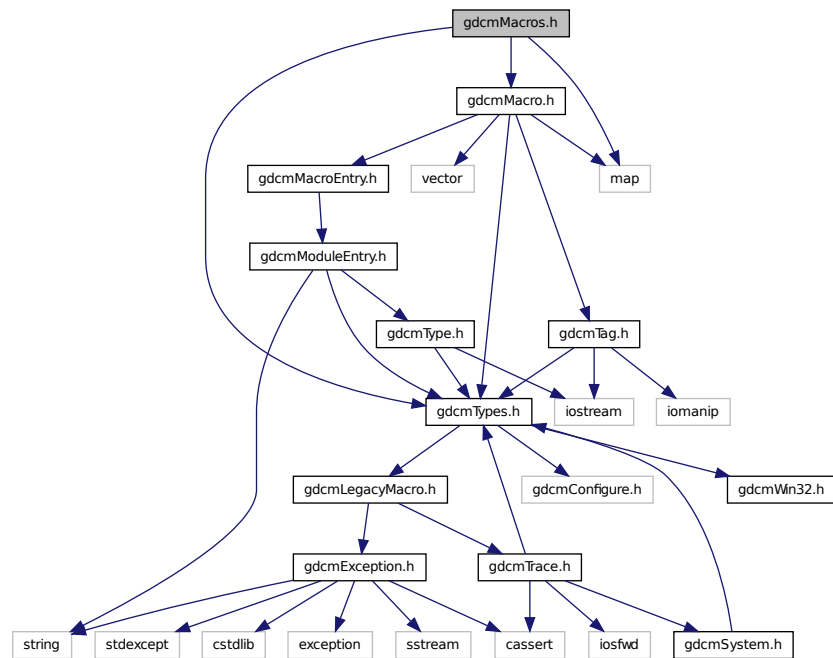 gdcmMacros.h
gdcmMacro.h
gdcmMacroEntry.h
vector
map
gdcmModuleEntry.h
gdcmType.h
gdcmTag.h
gdcmTypes.h
iostream
iomanip
gdcmLegacyMacro.h
gdcmConfigure.h
gdcmWin32.h
gdcmException.h
gdcmTrace.h
string
stdexcept
cstdlib
exception
sstream
cassert
iosfwd
gdcmSystem.h